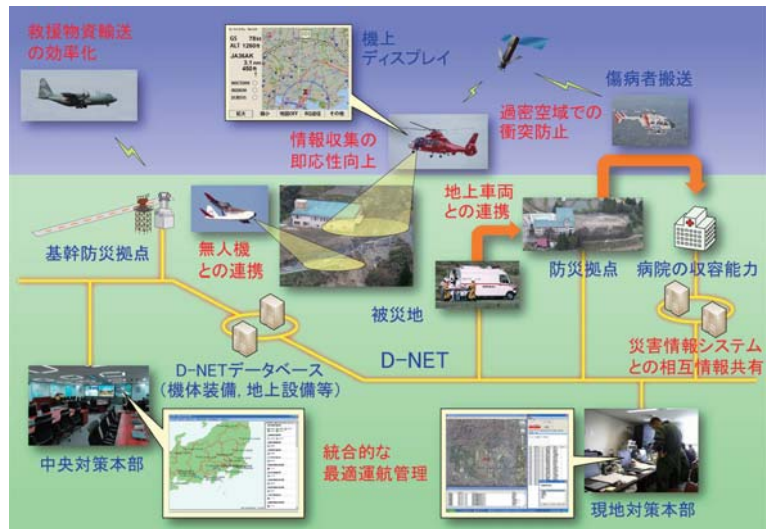 救援物資輸送
の効率化
GS
ALT
JA36AK
機上
ディスプレイ
情報収集の
即応性向上
過密空域での
衝突防止
傷病者搬送
基幹防災拠点
無人機
との連携
地上車両
との連携
被災地
防災拠点
病院の収容能力
D-NETデータベース
（機体装備，地上設備等）
D-NET
災害情報システム
との相互情報共有
中央対策本部
統合的な
最適運航管理
現地対策本部